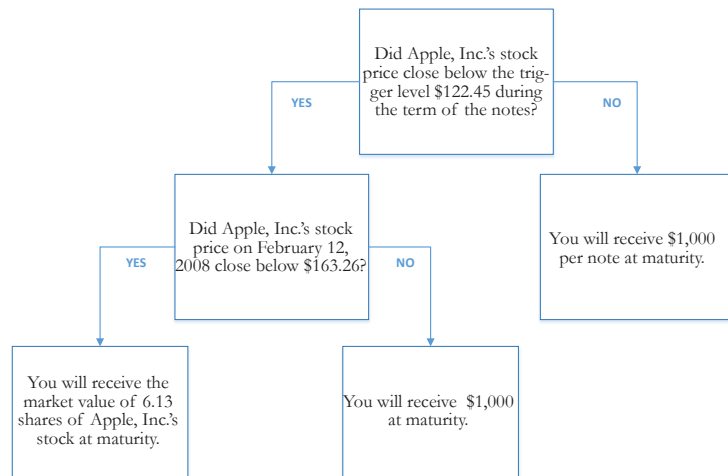 Did Apple, Inc.'s stock
price close below the trig-
ger level $122.45 during
the term of the notes?
YES
NO
Did Apple, Inc.'s stock
price on February 12,
2008 close below $163.26?
You will receive $1,000
per note at maturity.
YES
NO
You will receive the
market value of 6.13
shares of Apple, Inc.'s
stock at maturity.
You will receive $1,000
at maturity.